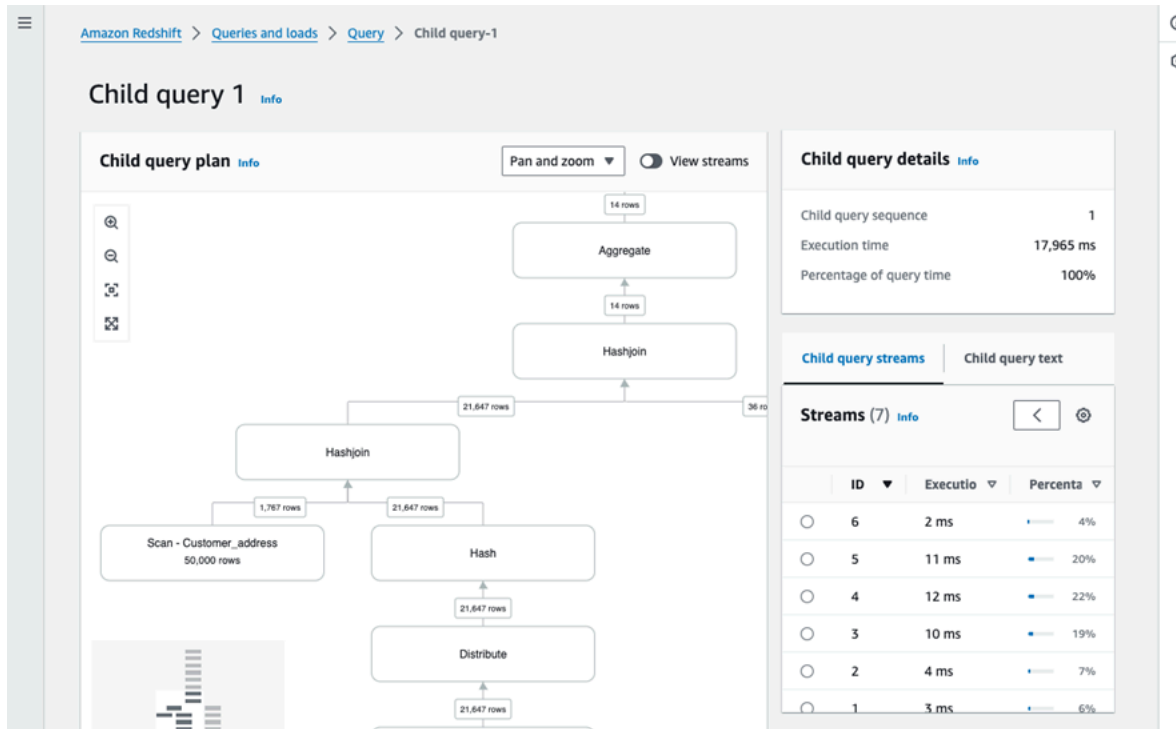 Amazon Redshift > Queries and loads > Query > Child query-1
Child query 1 Info
Child query plan Info
Pan and zoom
View streams
14 rows
Aggregate
14 rows
Hashjoin
21,647 rows
36 ro
Hashjoin
1,767 rows
21,647 rows
Scan - Customer_address
50,000 rows
Hash
21,647 rows
Distribute
21,647 rows
Child query details Info
Child query sequence 1
Execution time 17,965 ms
Percentage of query time 100%
Child query streams
Child query text
Streams (7) Info
ID Executio Percenta
6 2 ms 4%
5 11 ms 20%
4 12 ms 22%
3 10 ms 19%
2 4 ms 7%
1 3 ms 6%